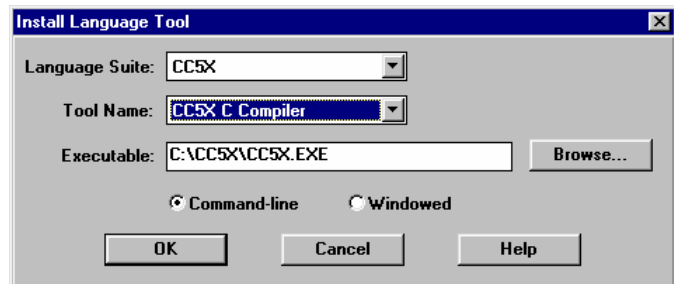 Install Language Tool
Language Suite: CC5X
Tool Name: CC5X C Compiler
Executable: C:\CC5X\CC5X.EXE Browse...
Command-line Windowed
OK Cancel Help